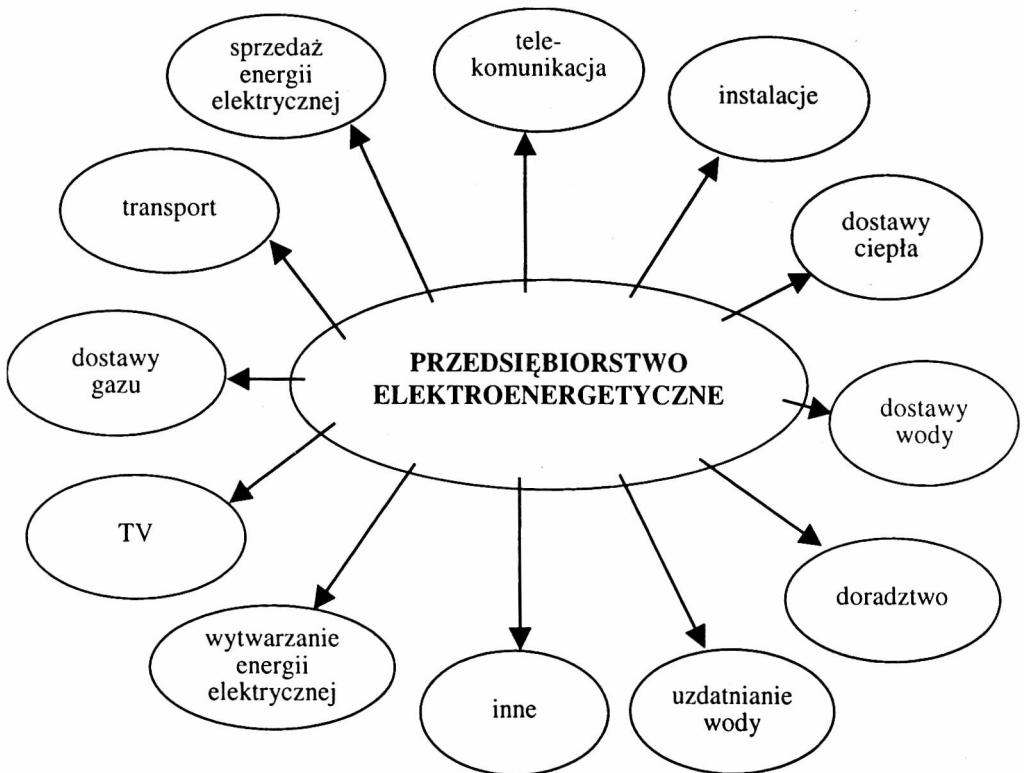 sprzedaż
energii
elektrycznej
tele-
komunikacja
instalacje
transport
dostawy
ciepła
dostawy
gazu
PRZEDSIĘBIORSTWO
ELEKTROENERGETYCZNE
dostawy
wody
TV
doradztwo
wytwarzanie
energii
elektrycznej
inne
uzdatnianie
wody